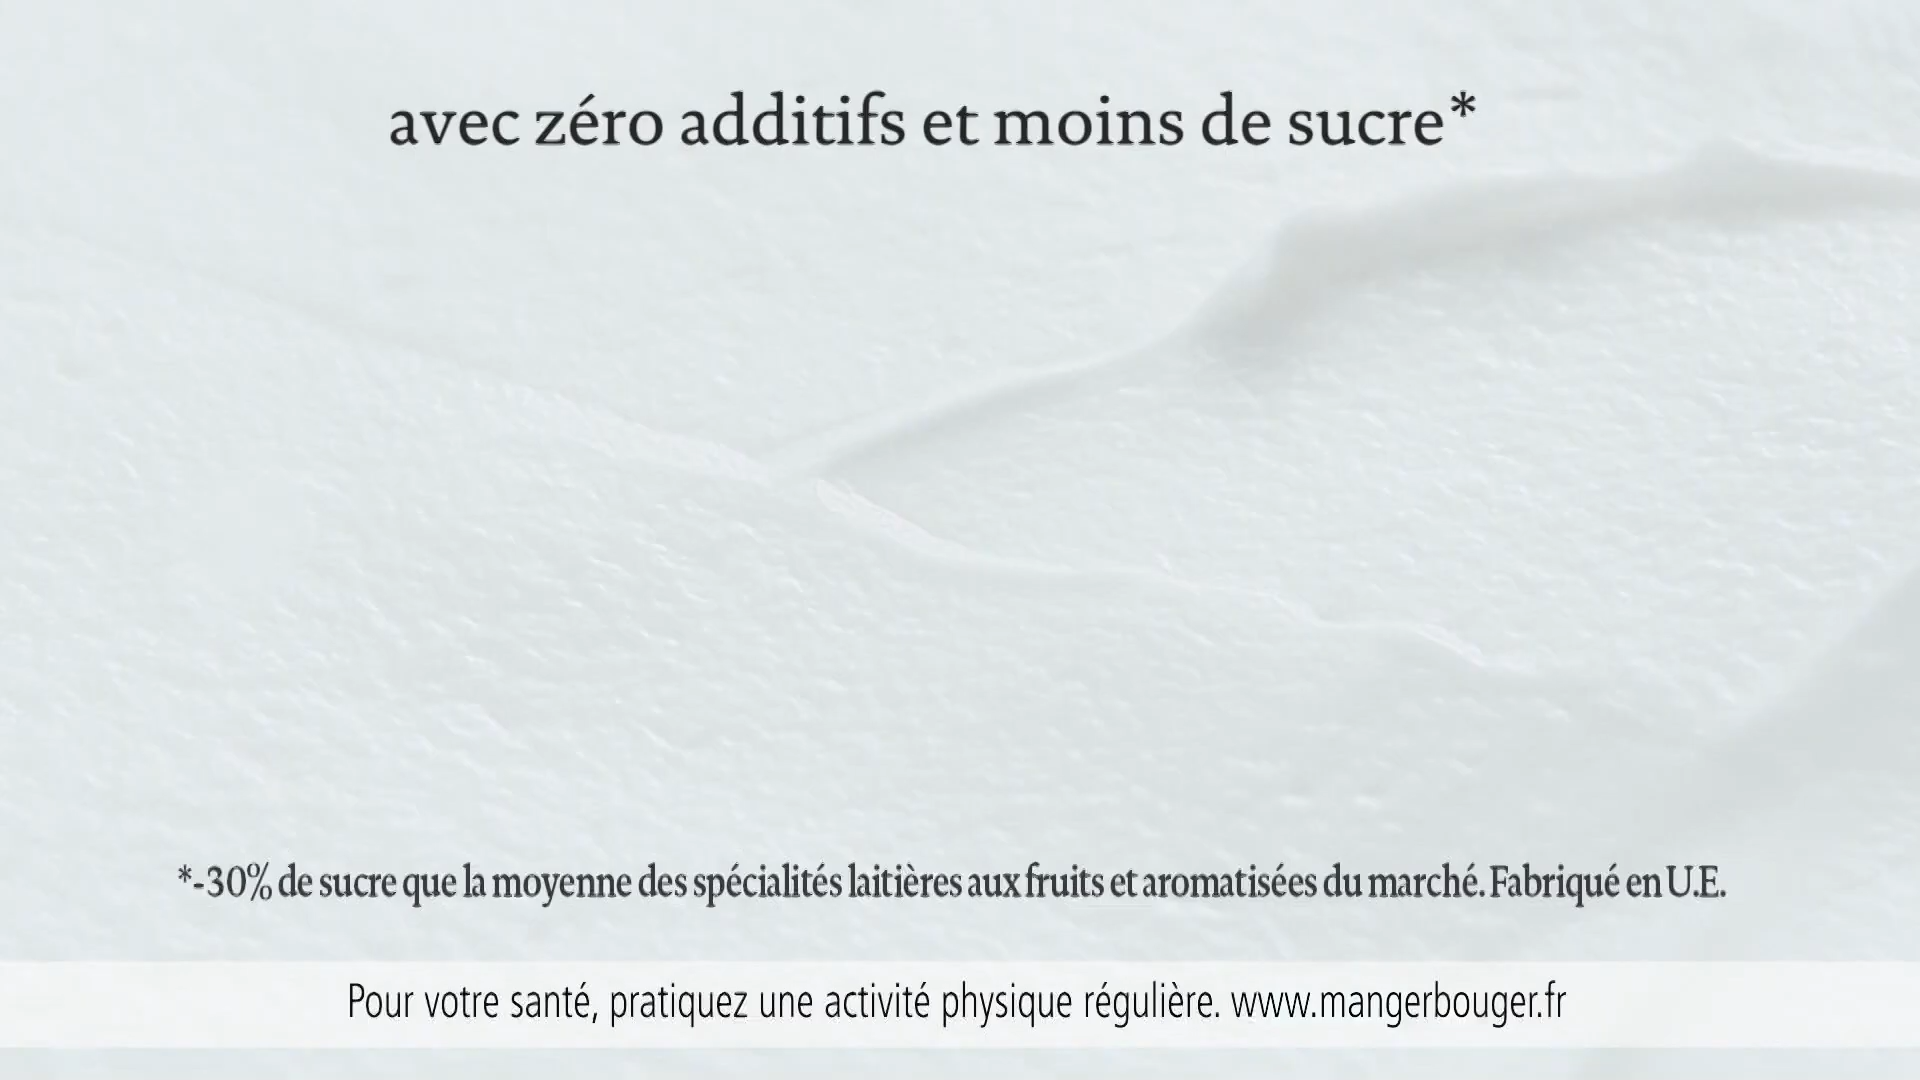 avec zéro additifs et moins de sucre*
*-30% de sucre que la moyenne des spécialités laitières aux fruits et aromatisées du marché. Fabriqué en U.E.
Pour votre santé, pratiquez une activité physique régulière. www.mangerbouger.fr